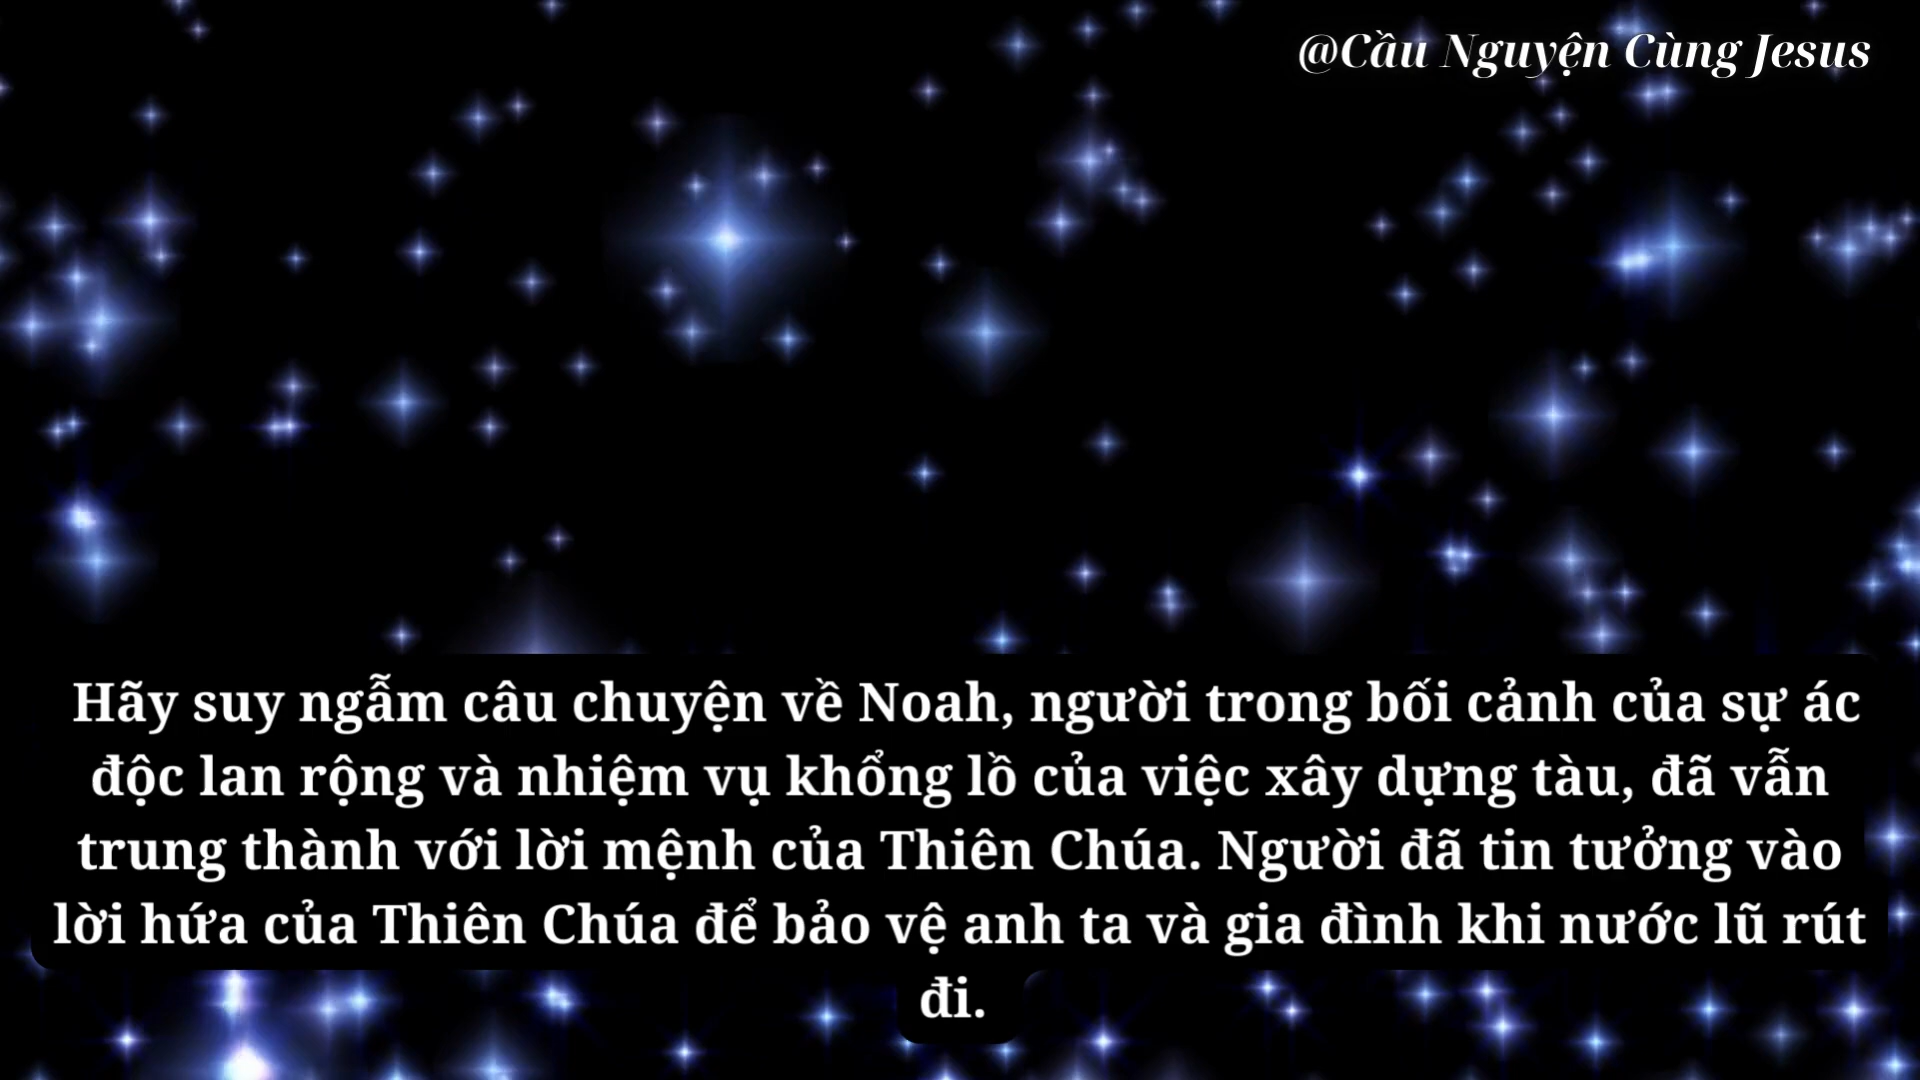 @Cầu Nguyện Cùng Jesus
Hãy suy ngẫm câu chuyện về Noah, người trong bối cảnh của sự ác
độc lan rộng và nhiệm vụ khổng lồ của việc xây dựng tàu, đã vẫn
trung thành với lời mệnh của Thiên Chúa. Người đã tin tưởng vào
lời hứa của Thiên Chúa để bảo vệ anh ta và gia đình khi nước lũ rút
đi.